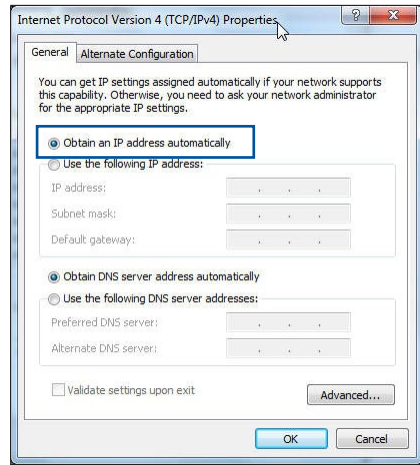 Internet Protocol Version 4 (TCP/IPv4) Properties
General
Alternate Configuration
You can get IP settings assigned automatically if your network supports
this capability. Otherwise, you need to ask your network administrator
for the appropriate IP settings.
Obtain an IP address automatically
Use the following IP address:
IP address:
Subnet mask:
Default gateway:
Obtain DNS server address automatically
Use the following DNS server addresses:
Preferred DNS server:
Alternate DNS server:
Validate settings upon exit
Advanced...
OK
Cancel